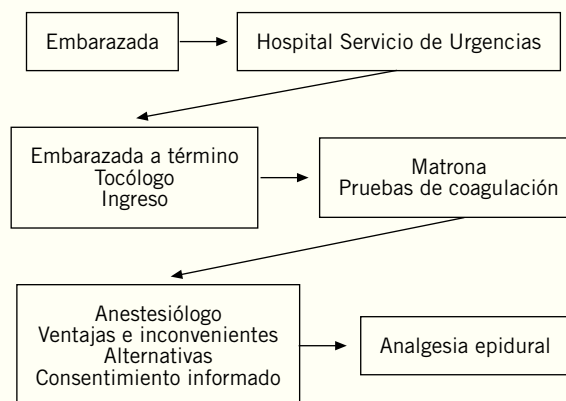 Embarazada
Hospital Servicio de Urgencias
Embarazada a término
Tocólogo
Ingreso
Matrona
Pruebas de coagulación
Anestesiólogo
Ventajas e inconvenientes
Alternativas
Consentimiento informado
Analgesia epidural